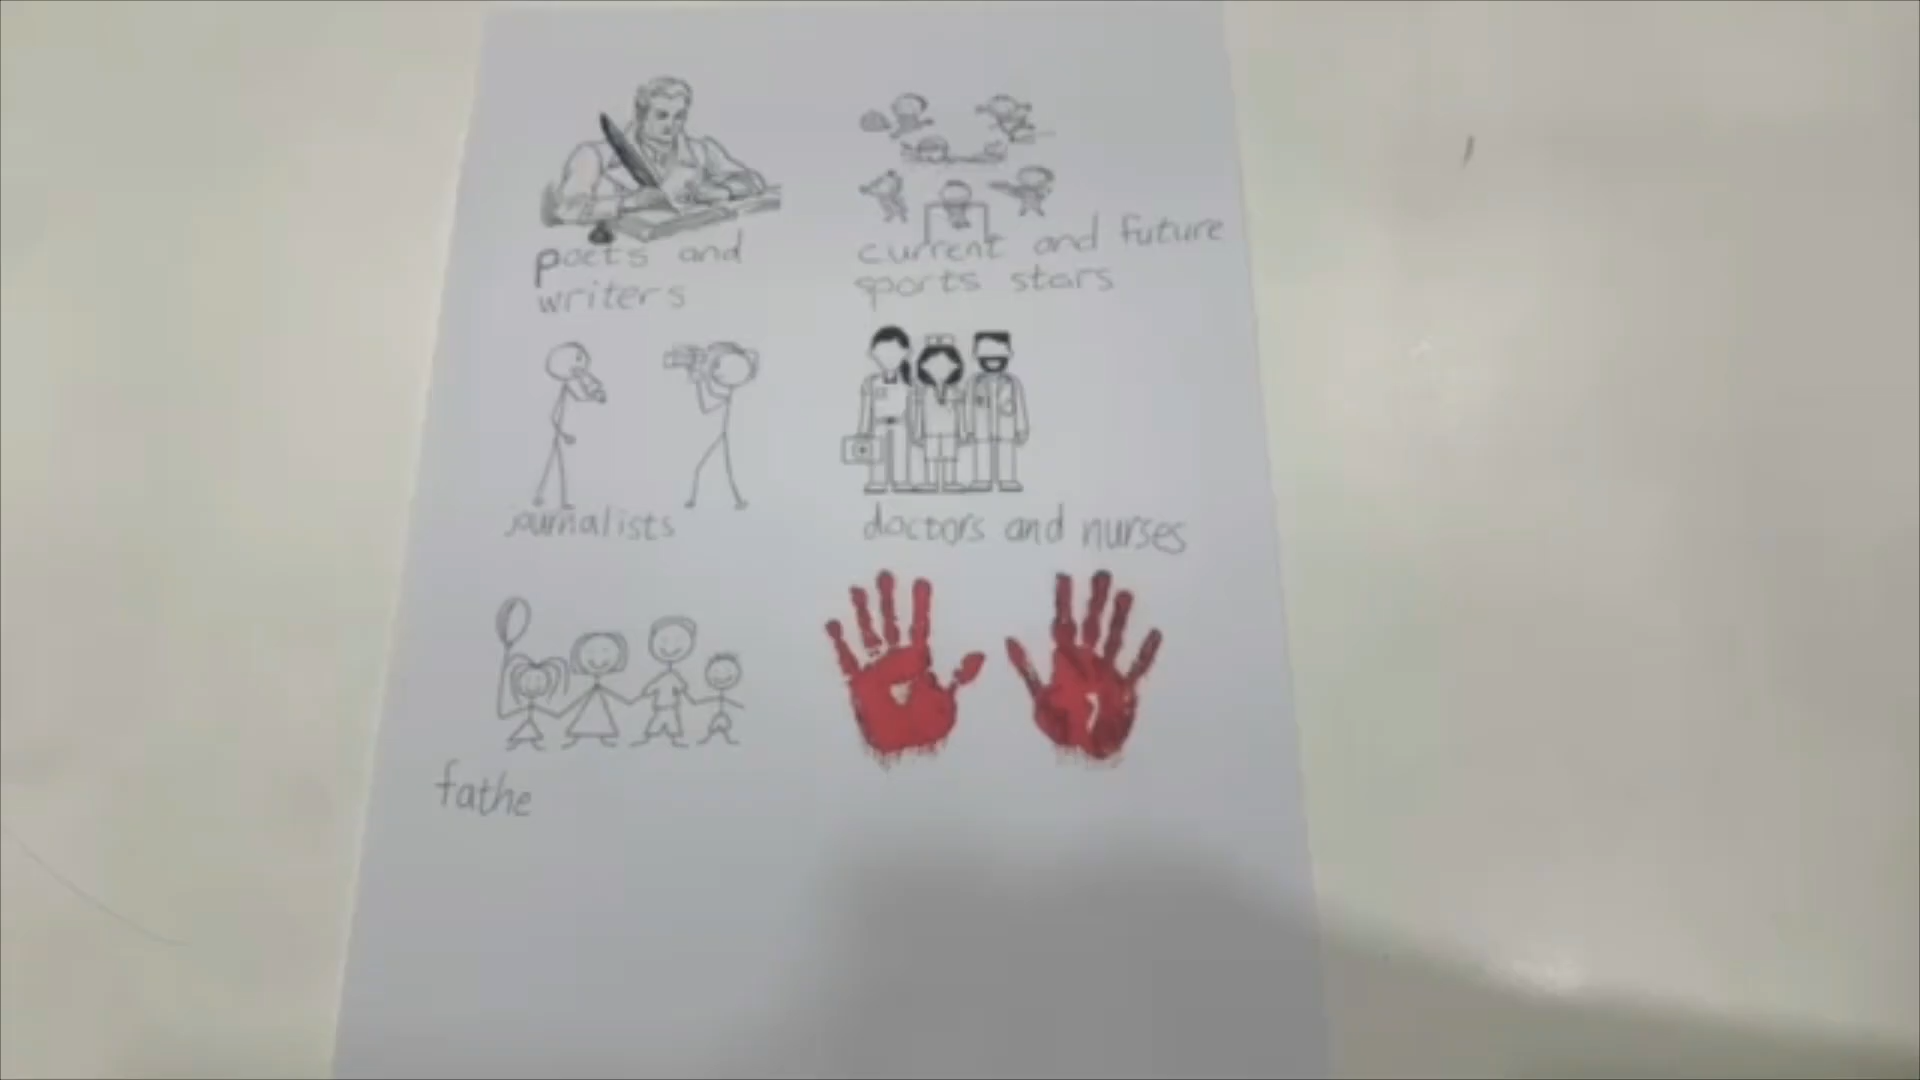 poets and
writers
current and future
sports stars
journalists
doctors and nurses
fathe